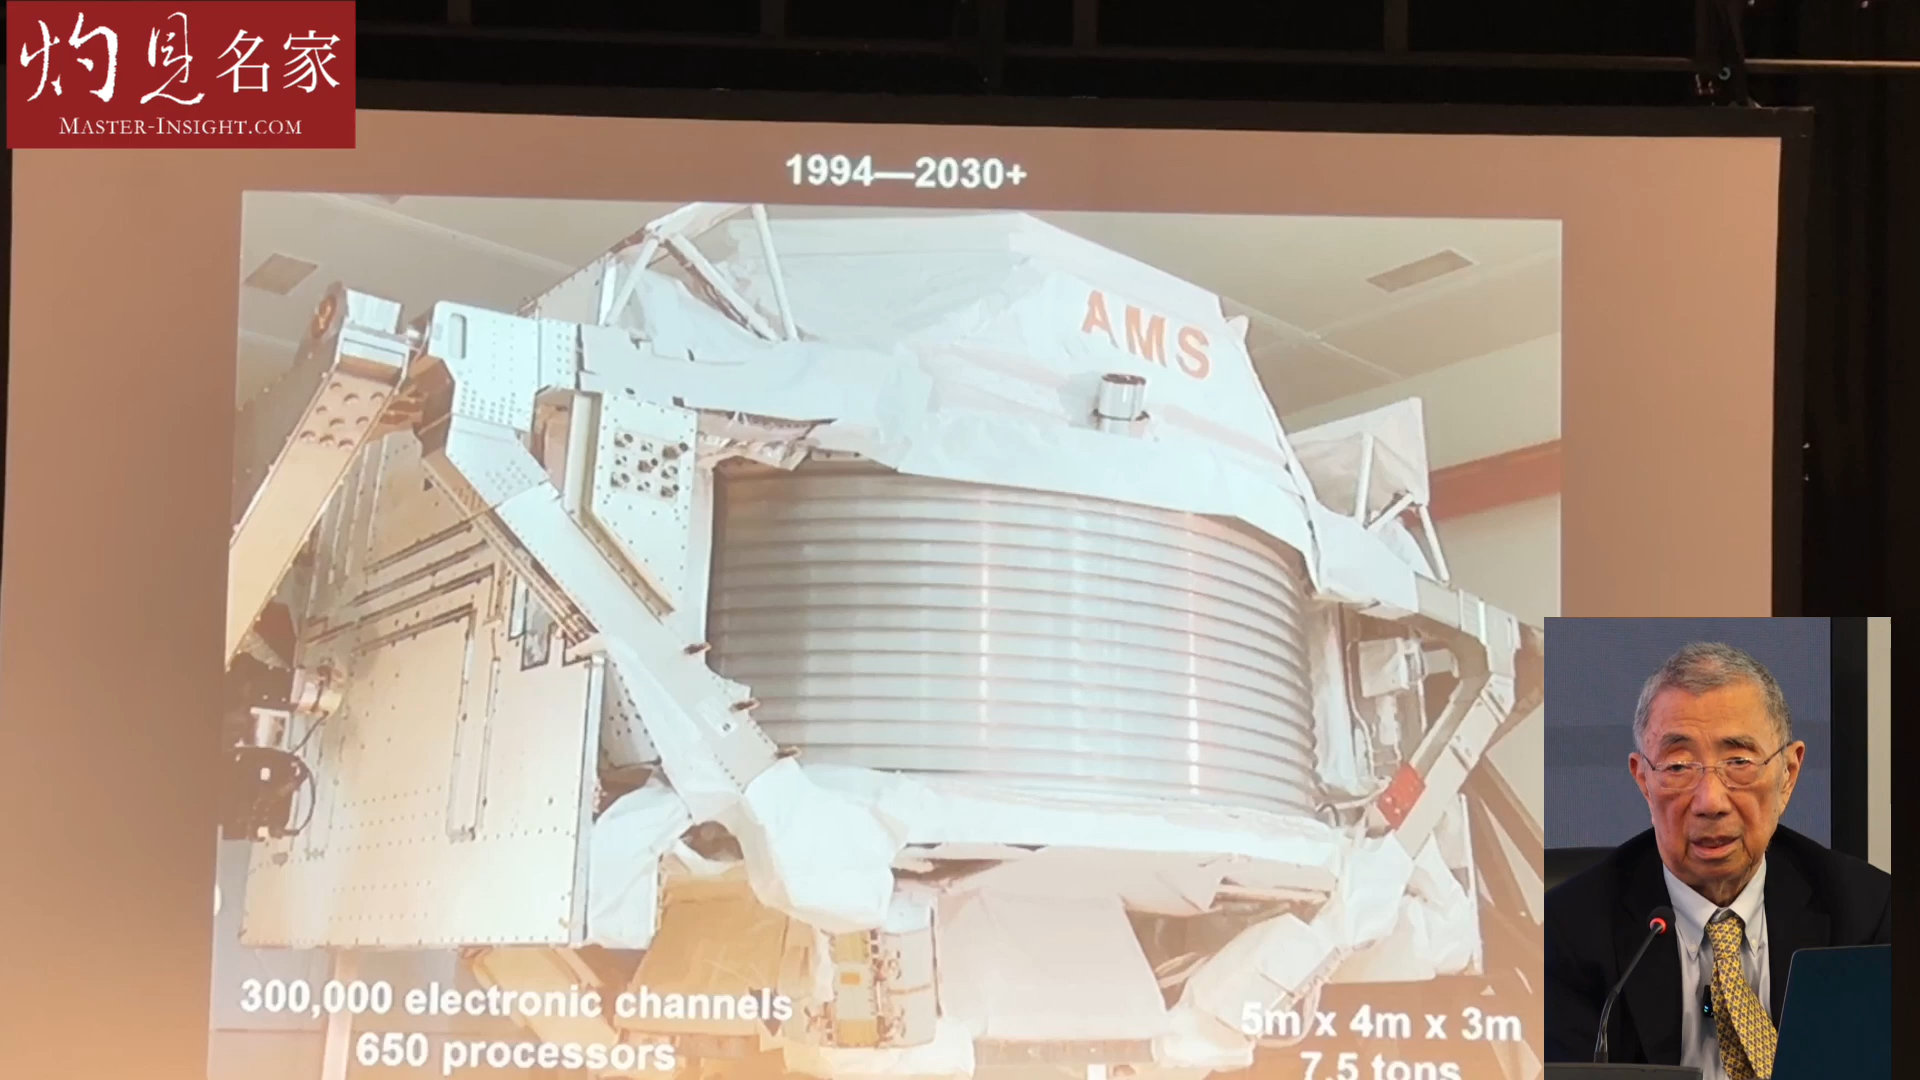 灼見名家
MASTER-INSIGHT.COM
1994—2030+
AMS
300,000 electronic channels
650 processors
5m x 4m x 3m
7.5 tons